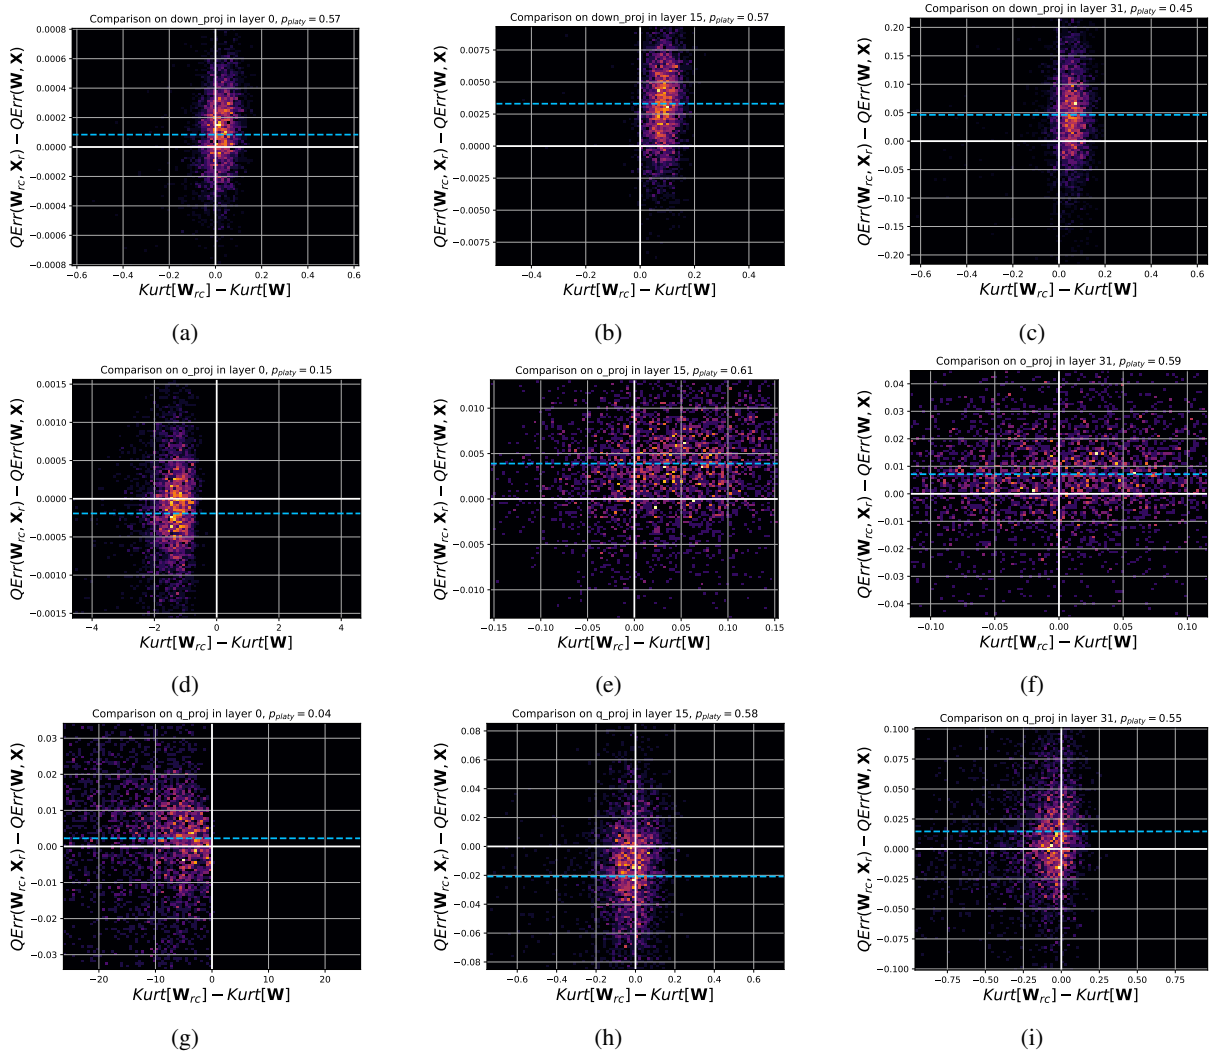 Comparison on down_proj in layer 0, p_platy = 0.57
QErr(W_rc, X_r) − QErr(W, X)
0.0008
0.0006
0.0004
0.0002
0.0000
−0.0002
−0.0004
−0.0006
−0.0008
−0.6 −0.4 −0.2 0.0 0.2 0.4 0.6
Kurt[W_rc] − Kurt[W]
(a)
Comparison on down_proj in layer 15, p_platy = 0.57
QErr(W_rc, X_r) − QErr(W, X)
0.0075
0.0050
0.0025
0.0000
−0.0025
−0.0050
−0.0075
−0.4 −0.2 0.0 0.2 0.4
Kurt[W_rc] − Kurt[W]
(b)
Comparison on down_proj in layer 31, p_platy = 0.45
QErr(W_rc, X_r) − QErr(W, X)
0.20
0.15
0.10
0.05
0.00
−0.05
−0.10
−0.15
−0.20
−0.6 −0.4 −0.2 0.0 0.2 0.4 0.6
Kurt[W_rc] − Kurt[W]
(c)
Comparison on o_proj in layer 0, p_platy = 0.15
QErr(W_rc, X_r) − QErr(W, X)
0.0015
0.0010
0.0005
0.0000
−0.0005
−0.0010
−0.0015
−4 −2 0 2 4
Kurt[W_rc] − Kurt[W]
(d)
Comparison on o_proj in layer 15, p_platy = 0.61
QErr(W_rc, X_r) − QErr(W, X)
0.010
0.005
0.000
−0.005
−0.010
−0.15 −0.10 −0.05 0.00 0.05 0.10 0.15
Kurt[W_rc] − Kurt[W]
(e)
Comparison on o_proj in layer 31, p_platy = 0.59
QErr(W_rc, X_r) − QErr(W, X)
0.04
0.03
0.02
0.01
0.00
−0.01
−0.02
−0.03
−0.04
−0.10 −0.05 0.00 0.05 0.10
Kurt[W_rc] − Kurt[W]
(f)
Comparison on q_proj in layer 0, p_platy = 0.04
QErr(W_rc, X_r) − QErr(W, X)
0.03
0.02
0.01
0.00
−0.01
−0.02
−0.03
−20 −10 0 10 20
Kurt[W_rc] − Kurt[W]
(g)
Comparison on q_proj in layer 15, p_platy = 0.58
QErr(W_rc, X_r) − QErr(W, X)
0.08
0.06
0.04
0.02
0.00
−0.02
−0.04
−0.06
−0.08
−0.6 −0.4 −0.2 0.0 0.2 0.4 0.6
Kurt[W_rc] − Kurt[W]
(h)
Comparison on q_proj in layer 31, p_platy = 0.55
QErr(W_rc, X_r) − QErr(W, X)
0.100
0.075
0.050
0.025
0.000
−0.025
−0.050
−0.075
−0.100
−0.75 −0.50 −0.25 0.00 0.25 0.50 0.75
Kurt[W_rc] − Kurt[W]
(i)